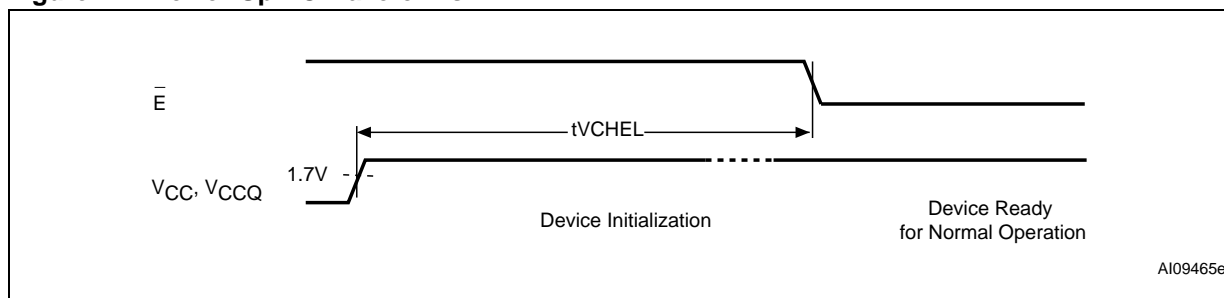 E
tVCHEL
1.7V
VCC, VCCQ
Device Initialization
Device Ready
for Normal Operation
AI09465e